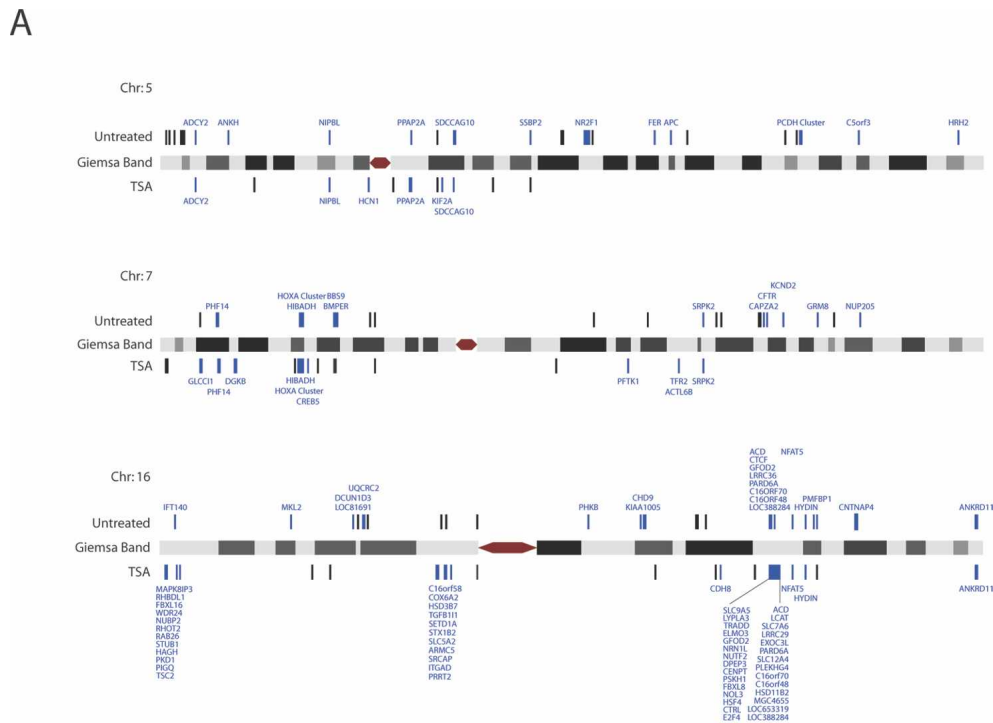 A
Chr: 5
Untreated
ADCY2 ANKH NIPBL PPAP2A SDCCAG10 SSBP2 NR2F1 FER APC PCDH Cluster C5orf3 HRH2
Giemsa Band
TSA
ADCY2 NIPBL HCN1 PPAP2A KIF2A
SDCCAG10
Chr: 7
KCND2
HOXA Cluster BBS9 CFTR
PHF14 HIBADH BMPER SRPK2 CAPZA2 GRM8 NUP205
Untreated
Giemsa Band
TSA
GLCCI1 DGKB HIBADH PFTK1 TFR2 SRPK2
PHF14 HOXA Cluster ACTL6B
CREB5
Chr: 16
ACD NFAT5
CTCF
GFOD2
LRRC36
UQCRC2 PARD6A
DCUN1D3 CHD9 C16ORF70 PMFBP1
C16ORF48
IFT140 MKL2 LOC81691 PHKB KIAA1005 LOC388284 HYDIN CNTNAP4 ANKRD11
Untreated
Giemsa Band
TSA
MAPK8IP3 C16orf58 CDH8 NFAT5 ANKRD11
RHBDL1 COX6A2 HYDIN
FBXL16 HSD3B7
WDR24 TGFB1I1 SLC9A5 ACD
NUBP2 SETD1A LYPLA3 LCAT
RHOT2 STX1B2 TRADD SLC7A6
RAB26 SLC5A2 ELMO3 LRRC29
STUB1 ARMC5 GFOD2 EXOC3L
HAGH SRCAP NRN1L PARD6A
PKD1 ITGAD NUTF2 SLC12A4
PIGQ PRRT2 DPEP3 PLEKHG4
TSC2 CENPT C16orf70
PSKH1 C16orf48
FBXL8 HSD11B2
NOL3 MGC4655
HSF4 LOC653319
CTRL LOC388284
E2F4